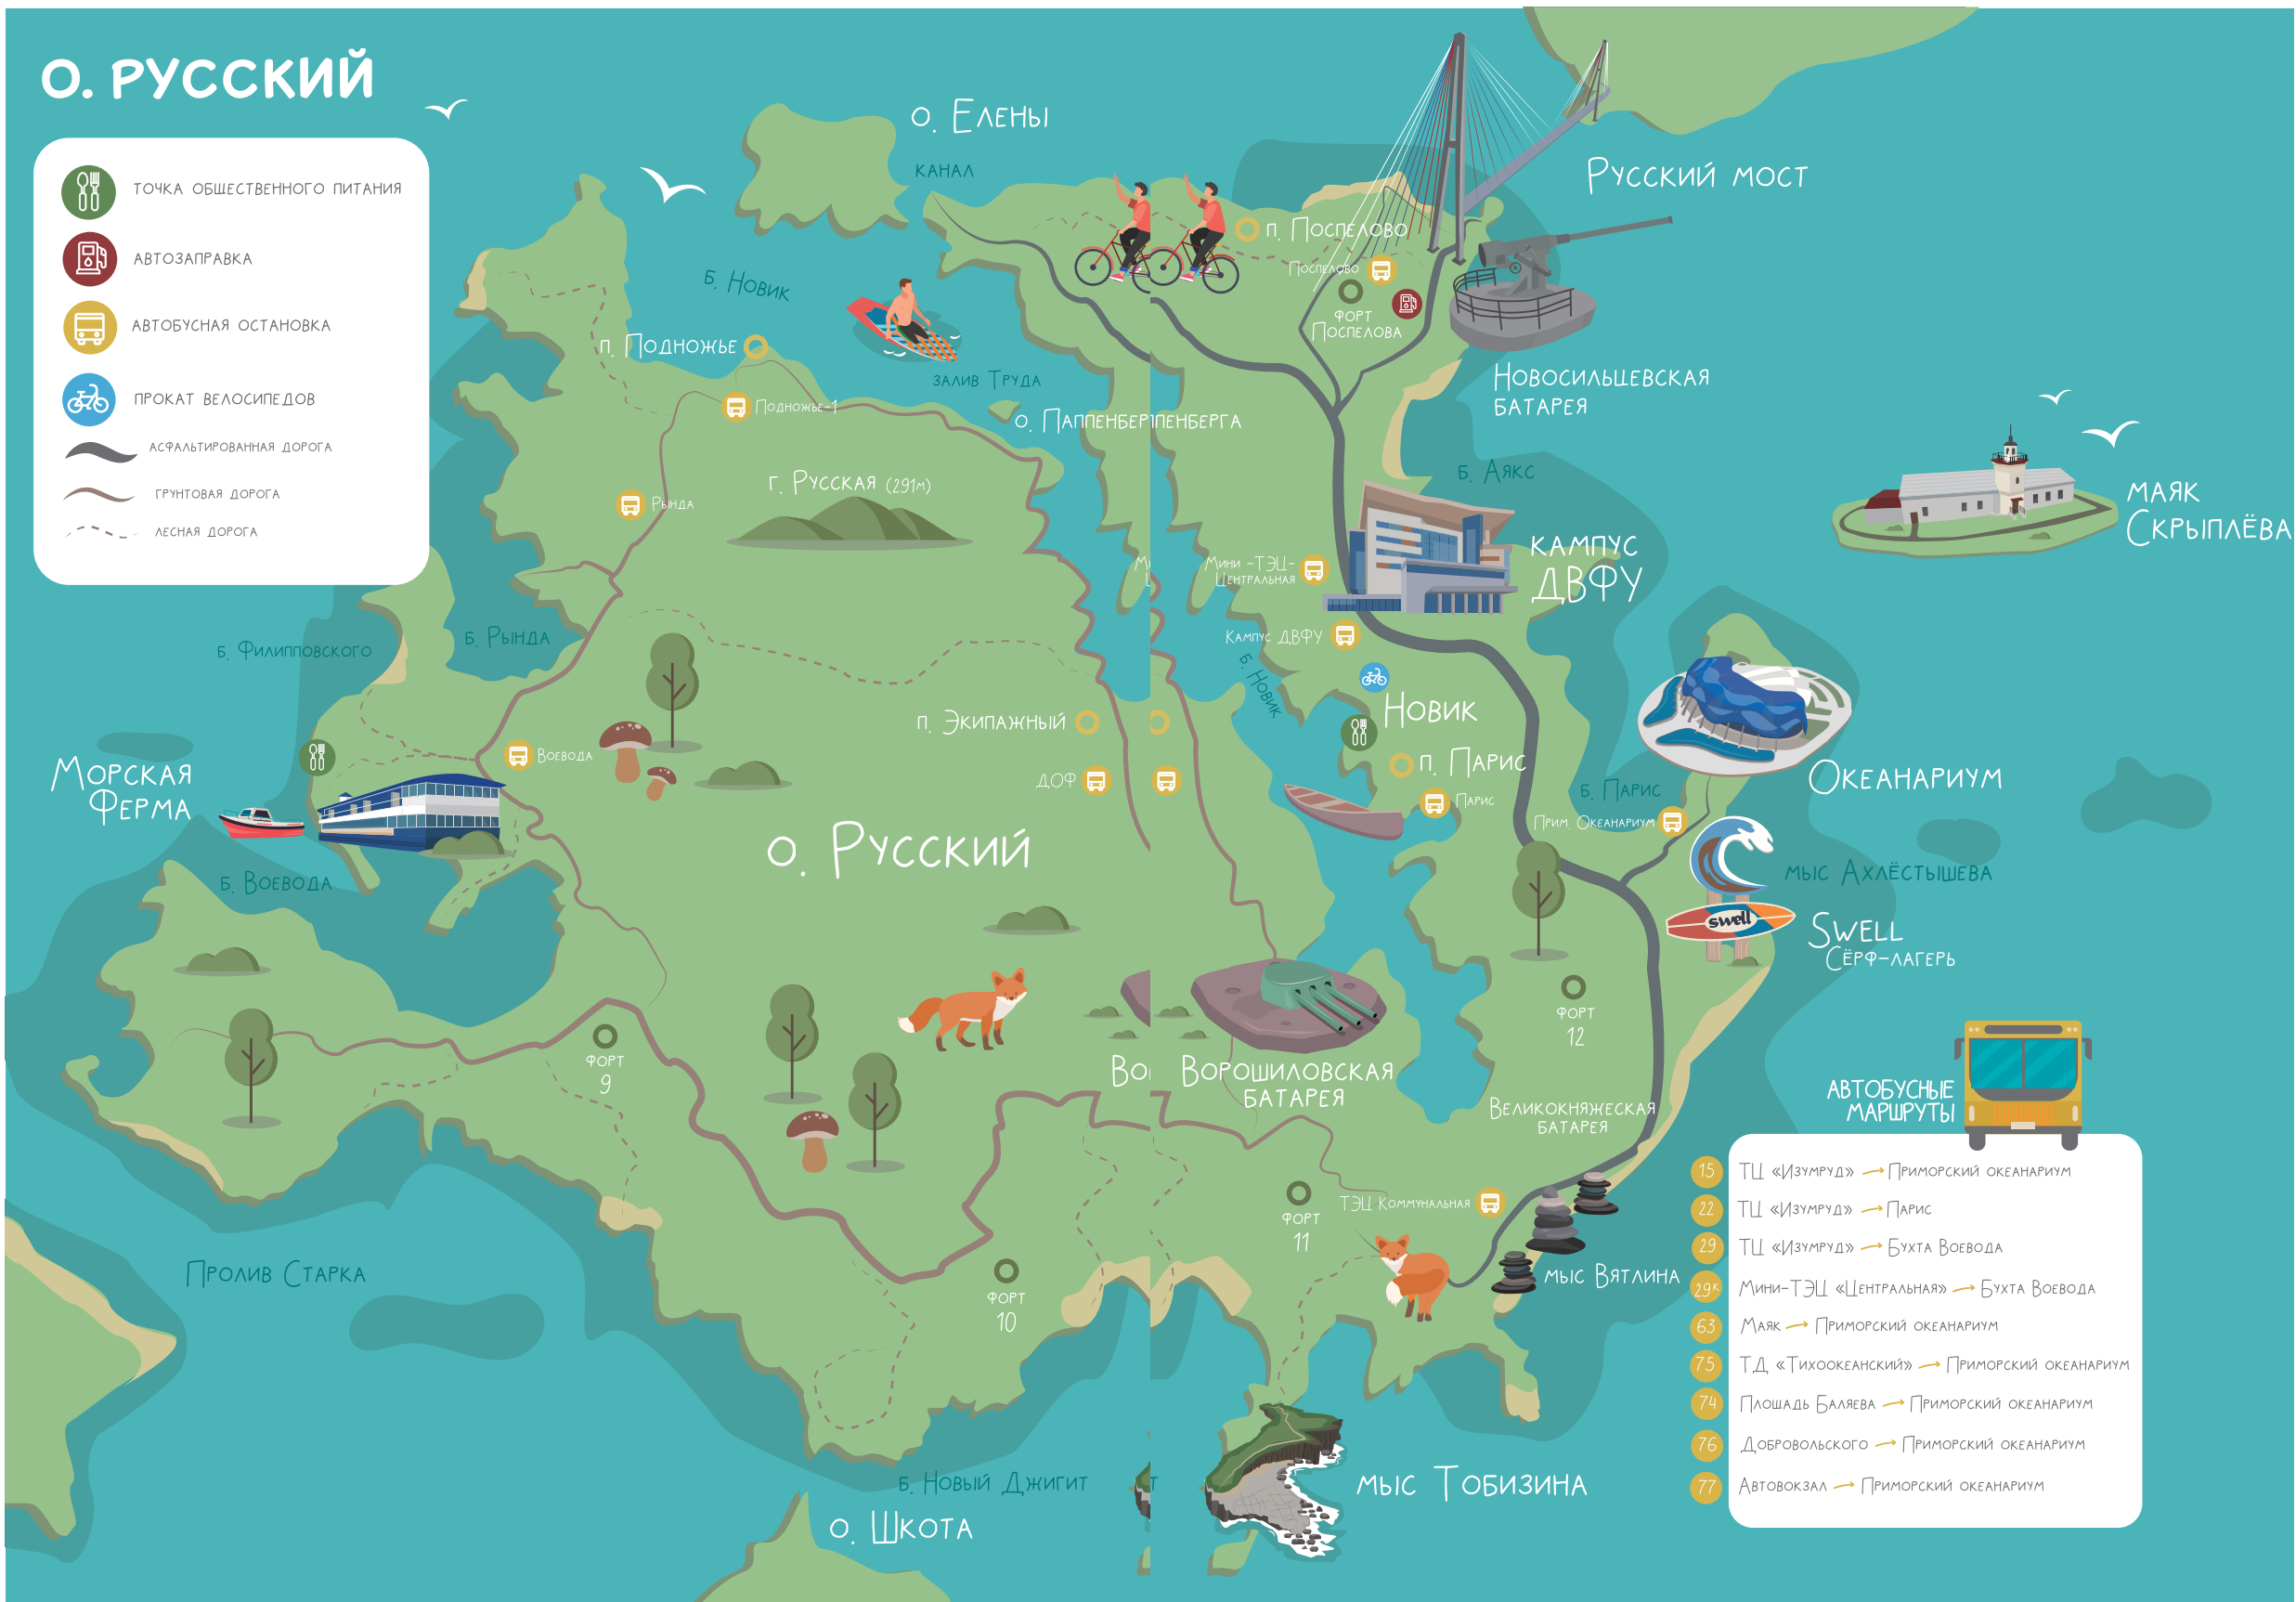 О. РУССКИЙ
ТОЧКА ОБЩЕСТВЕННОГО ПИТАНИЯ
АВТОЗАПРАВКА
АВТОБУСНАЯ ОСТАНОВКА
ПРОКАТ ВЕЛОСИПЕДОВ
АСФАЛЬТИРОВАННАЯ ДОРОГА
ГРУНТОВАЯ ДОРОГА
ЛЕСНАЯ ДОРОГА
О. ЕЛЕНЫ
КАНАЛ
РУССКИЙ МОСТ
П. ПОСПЕЛОВО
ПОСПЕЛОВО
ФОРТ
ПОСПЕЛОВА
Б. НОВИК
П. ПОДНОЖЬЕ
ПОДНОЖЬЕ-1
ЗАЛИВ ТРУДА
О. ПАППЕНБЕР
ПЕНБЕРГА
НОВОСИЛЬЦЕВСКАЯ
БАТАРЕЯ
Г. РУССКАЯ (291М)
РЫНДА
Б. АЯКС
МАЯК
СКРЫПЛЁВА
КАМПУС
ДВФУ
МИНИ -ТЭЦ-
ЦЕНТРАЛЬНАЯ
КАМПУС ДВФУ
Б. ФИЛИППОВСКОГО
Б. РЫНДА
Б. НОВИК
НОВИК
П. ЭКИПАЖНЫЙ
ДОФ
П. ПАРИС
ПАРИС
Б. ПАРИС
ПРИМ. ОКЕАНАРИУМ
ОКЕАНАРИУМ
МОРСКАЯ
ФЕРМА
ВОЕВОДА
О. РУССКИЙ
Б. ВОЕВОДА
МЫС АХЛЁСТЫШЕВА
swell
SWELL
СЁРФ-ЛАГЕРЬ
ФОРТ
9
ФОРТ
12
ВО
ВОРОШИЛОВСКАЯ
БАТАРЕЯ
ВЕЛИКОКНЯЖЕСКАЯ
БАТАРЕЯ
ФОРТ
11
ТЭЦ КОММУНАЛЬНАЯ
ФОРТ
10
МЫС ВЯТЛИНА
ПРОЛИВ СТАРКА
Б. НОВЫЙ ДЖИГИТ
Т
О. ШКОТА
МЫС ТОБИЗИНА
АВТОБУСНЫЕ
МАРШРУТЫ
15 ТЦ «ИЗУМРУД» → ПРИМОРСКИЙ ОКЕАНАРИУМ
22 ТЦ «ИЗУМРУД» → ПАРИС
29 ТЦ «ИЗУМРУД» → БУХТА ВОЕВОДА
29К МИНИ-ТЭЦ «ЦЕНТРАЛЬНАЯ» → БУХТА ВОЕВОДА
63 МАЯК → ПРИМОРСКИЙ ОКЕАНАРИУМ
75 ТД «ТИХООКЕАНСКИЙ» → ПРИМОРСКИЙ ОКЕАНАРИУМ
74 ПЛОЩАДЬ БАЛЯЕВА → ПРИМОРСКИЙ ОКЕАНАРИУМ
76 ДОБРОВОЛЬСКОГО → ПРИМОРСКИЙ ОКЕАНАРИУМ
77 АВТОВОКЗАЛ → ПРИМОРСКИЙ ОКЕАНАРИУМ